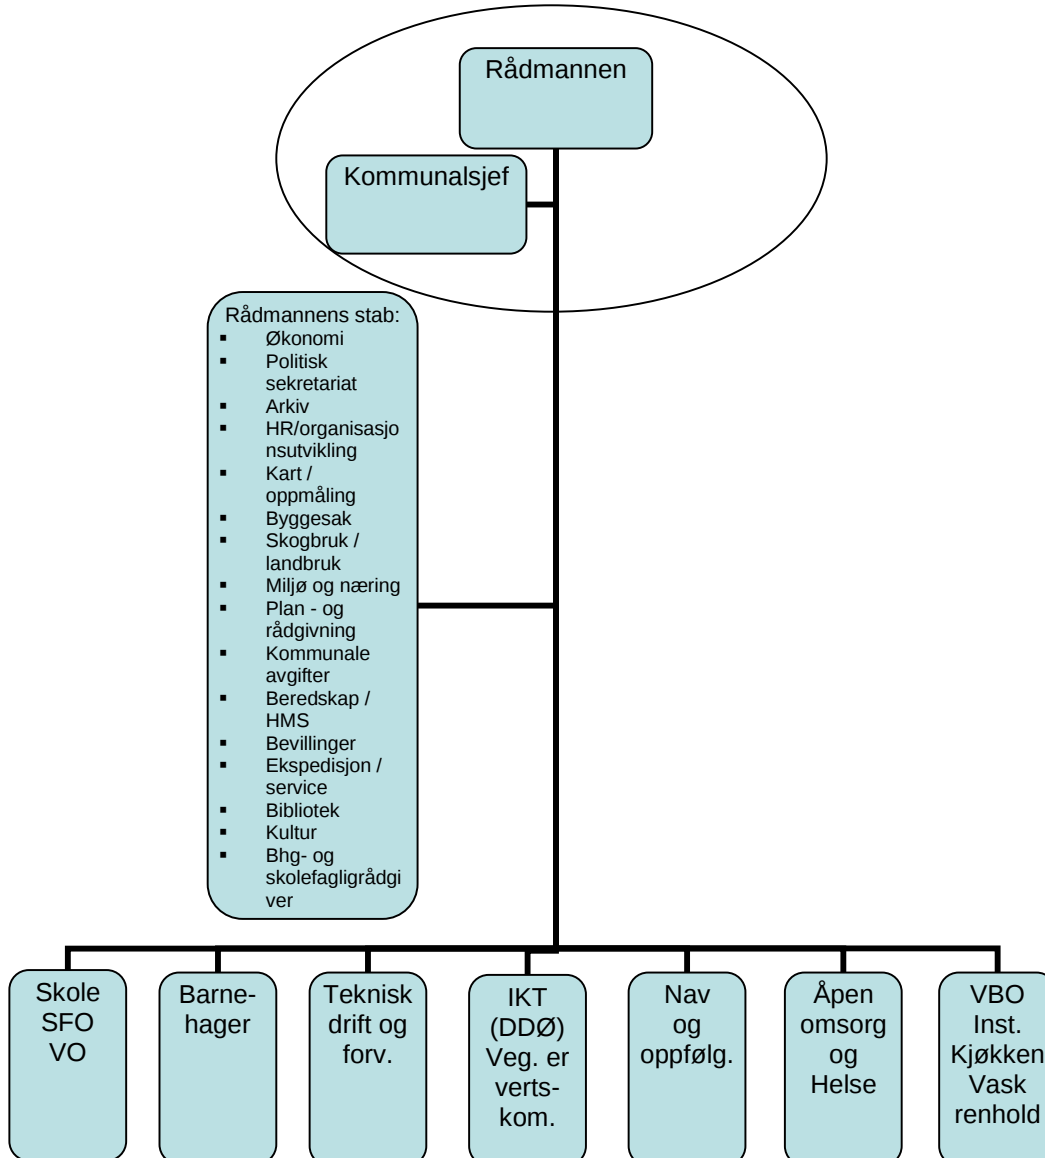 Rådmannen
Kommunalsjef
Rådmannens stab:
▪ Økonomi
▪ Politisk
sekretariat
▪ Arkiv
▪ HR/organisasjo
nsutvikling
▪ Kart /
oppmåling
▪ Byggesak
▪ Skogbruk /
landbruk
▪ Miljø og næring
▪ Plan - og
rådgivning
▪ Kommunale
avgifter
▪ Beredskap /
HMS
▪ Bevillinger
▪ Ekspedisjon /
service
▪ Bibliotek
▪ Kultur
▪ Bhg- og
skolefagligrådgi
ver
Skole
SFO
VO
Barne-
hager
Teknisk
drift og
forv.
IKT
(DDØ)
Veg. er
verts-
kom.
Nav
og
oppfølg.
Åpen
omsorg
og
Helse
VBO
Inst.
Kjøkken
Vask
renhold